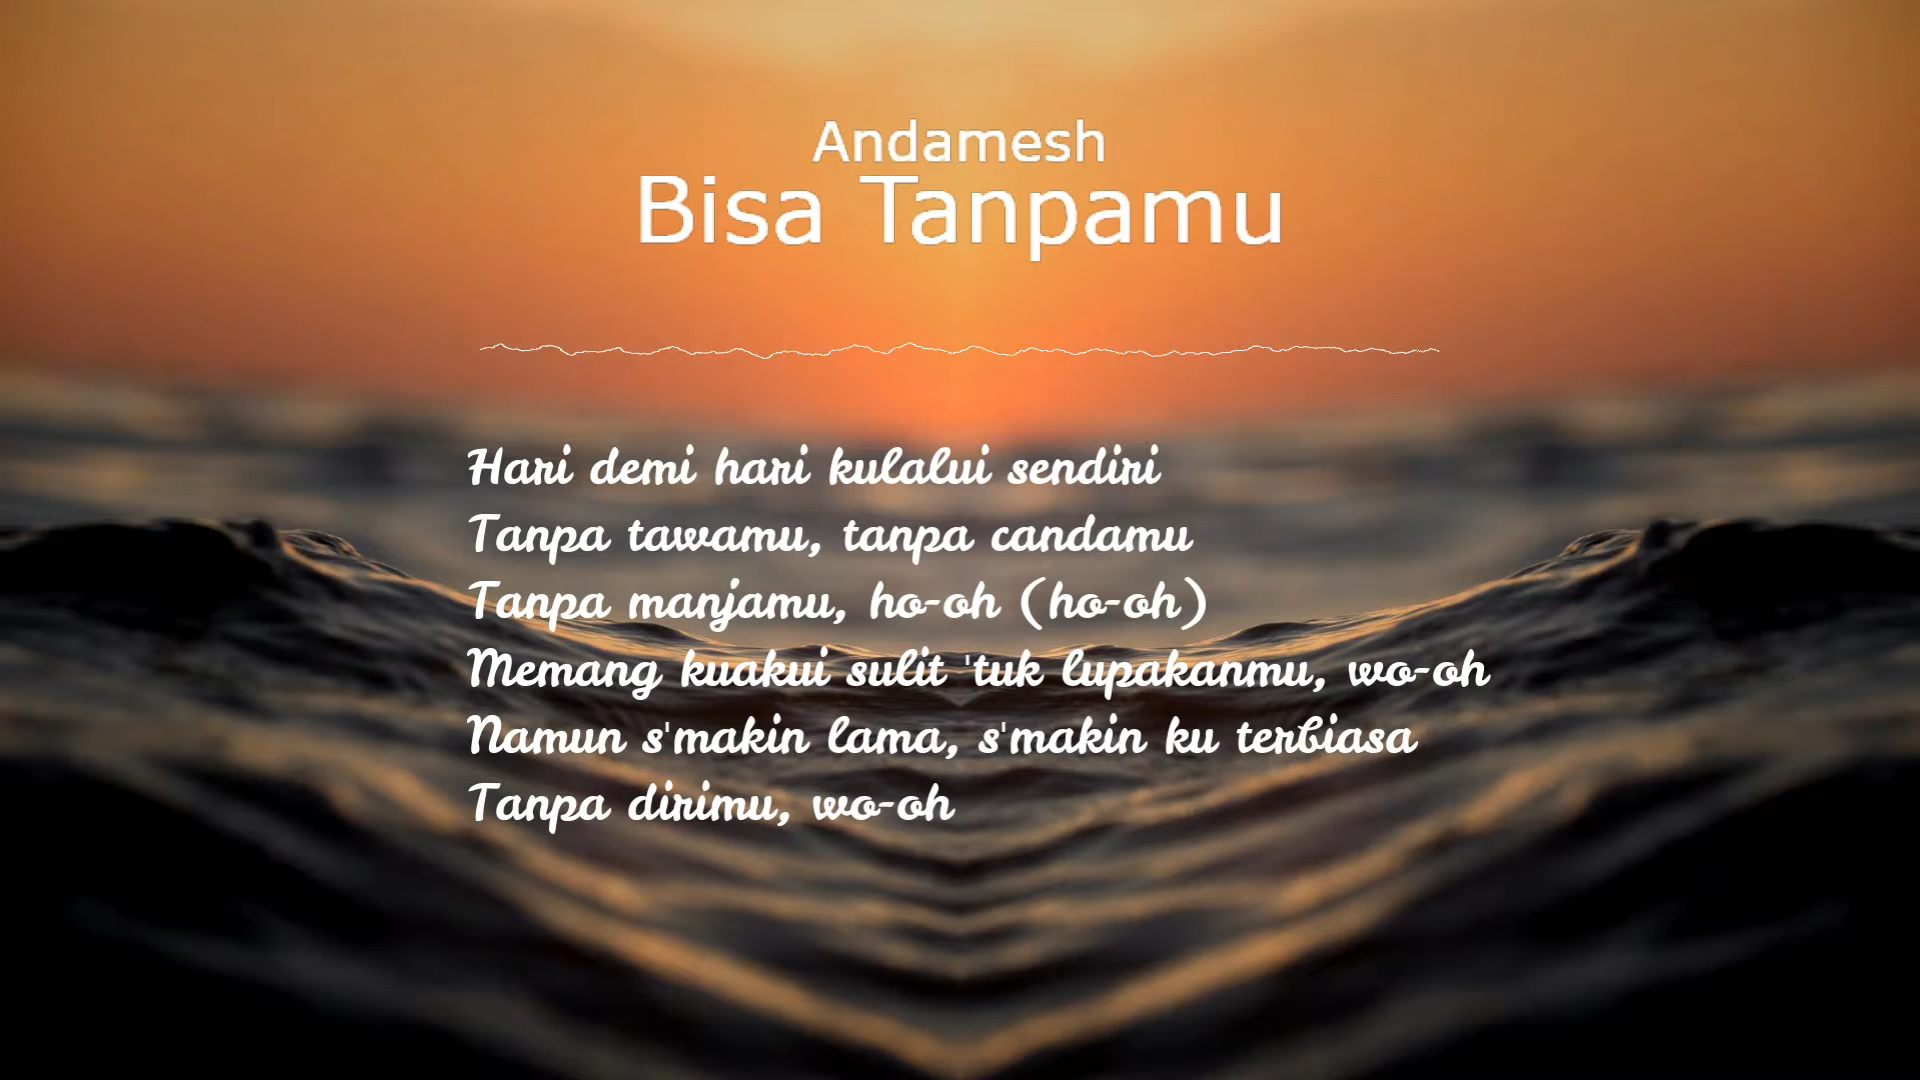 Andamesh
Bisa Tanpamu
Hari demi hari kulalui sendiri
Tanpa tawamu, tanpa candamu
Tanpa manjamu, ho-oh (ho-oh)
Memang kuakui sulit 'tuk lupakanmu, wo-oh
Namun s'makin lama, s'makin ku terbiasa
Tanpa dirimu, wo-oh